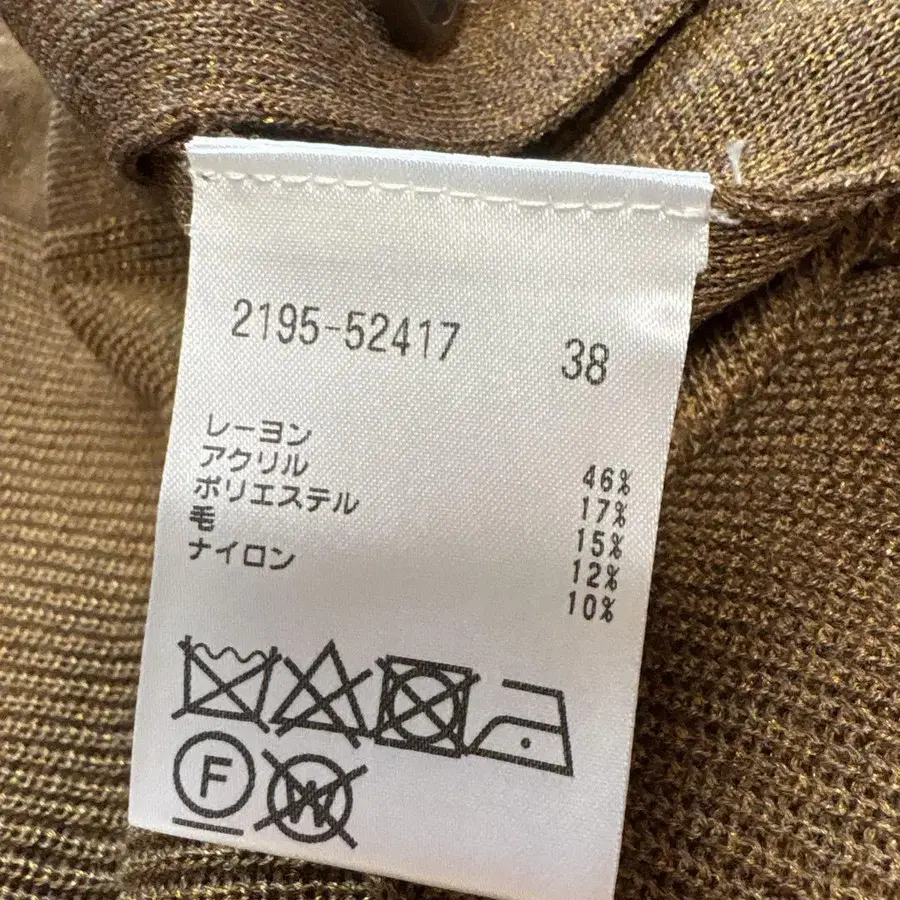 2195-52417 38
レーヨン 46%
アクリル 17%
ポリエステル 15%
毛 12%
ナイロン 10%
F W